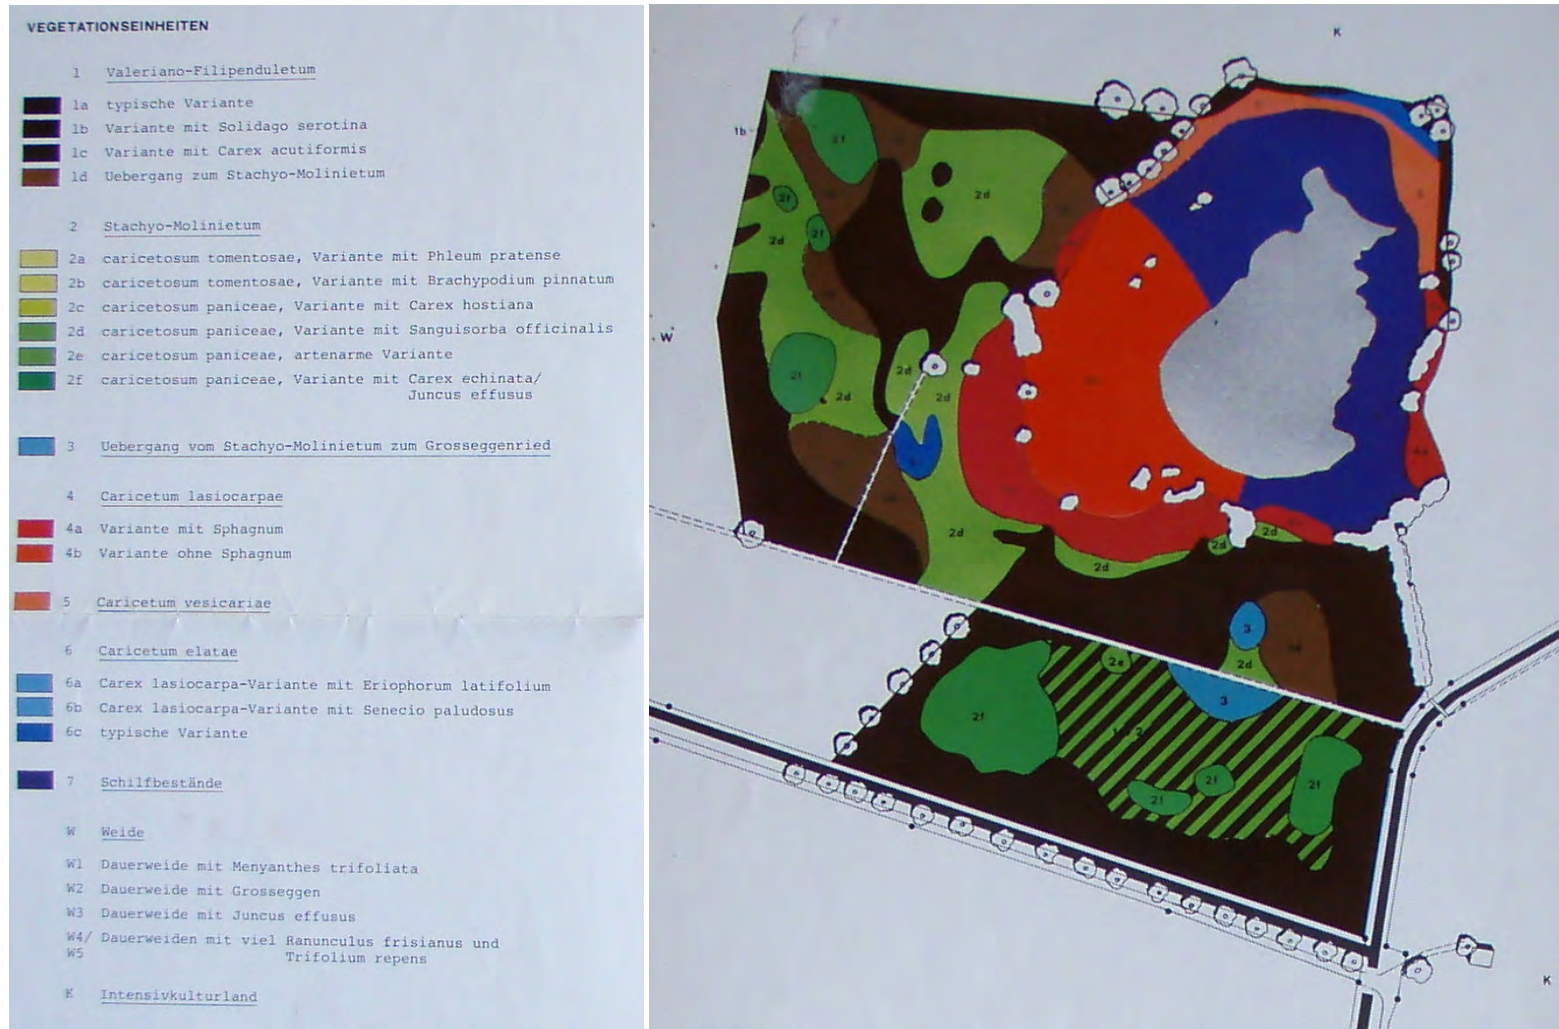 VEGETATIONSEINHEITEN
1 Valeriano-Filipenduletum
1a typische Variante
1b Variante mit Solidago serotina
1c Variante mit Carex acutiformis
1d Uebergang zum Stachyo-Molinietum
2 Stachyo-Molinietum
2a caricetosum tomentosae, Variante mit Phleum pratense
2b caricetosum tomentosae, Variante mit Brachypodium pinnatum
2c caricetosum paniceae, Variante mit Carex hostiana
2d caricetosum paniceae, Variante mit Sanguisorba officinalis
2e caricetosum paniceae, artenarme Variante
2f caricetosum paniceae, Variante mit Carex echinata/
Juncus effusus
3 Uebergang vom Stachyo-Molinietum zum Grosseggenried
4 Caricetum lasiocarpae
4a Variante mit Sphagnum
4b Variante ohne Sphagnum
5 Caricetum vesicariae
6 Caricetum elatae
6a Carex lasiocarpa-Variante mit Eriophorum latifolium
6b Carex lasiocarpa-Variante mit Senecio paludosus
6c typische Variante
7 Schilfbestände
W Weide
W1 Dauerweide mit Menyanthes trifoliata
W2 Dauerweide mit Grosseggen
W3 Dauerweide mit Juncus effusus
W4/ Dauerweiden mit viel Ranunculus frisianus und
W5 Trifolium repens
K Intensivkulturland
K
1b
2f
2d
2f
2f
2d
W
2d
2f
2d
2d
4a
2d
2d
2d
2d
3
2e
2d
3
2f
2f
2f
2f
K